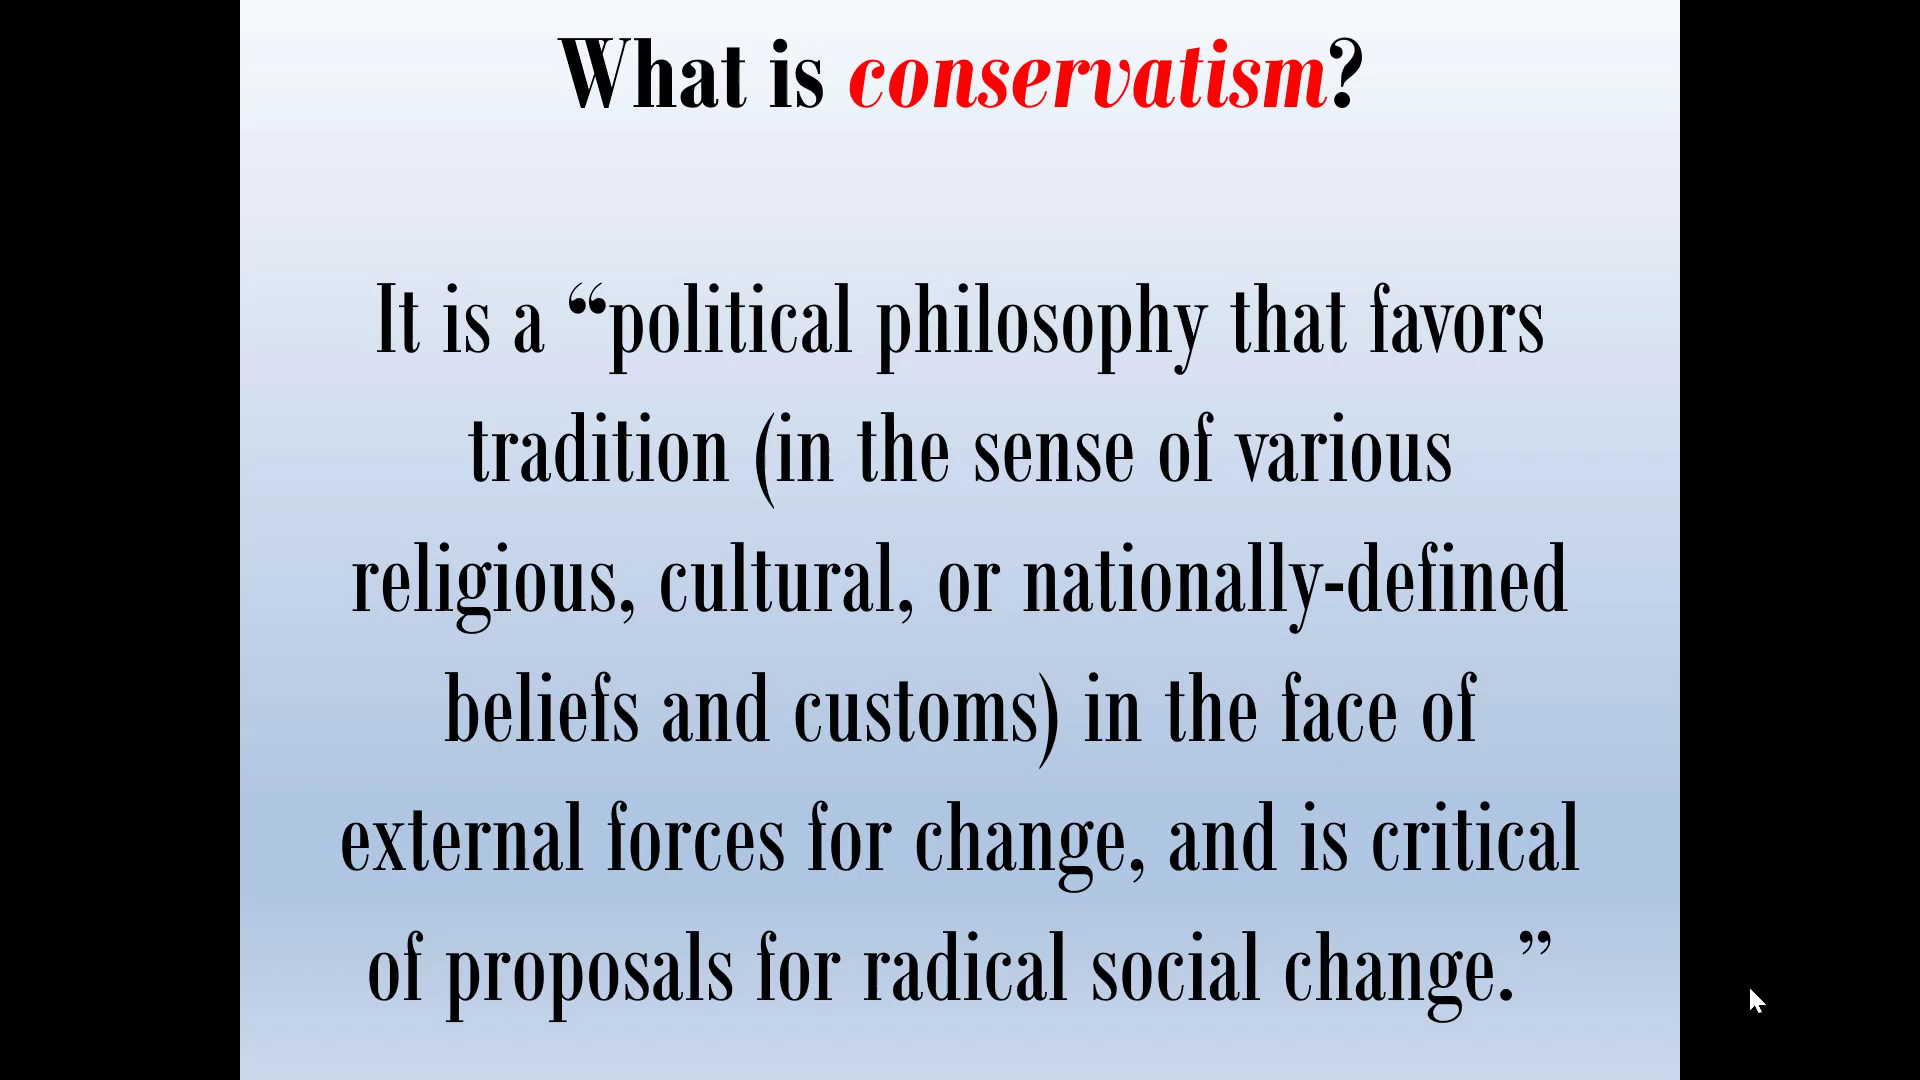 What is conservatism?
It is a “political philosophy that favors
tradition (in the sense of various
religious, cultural, or nationally-defined
beliefs and customs) in the face of
external forces for change, and is critical
of proposals for radical social change.”